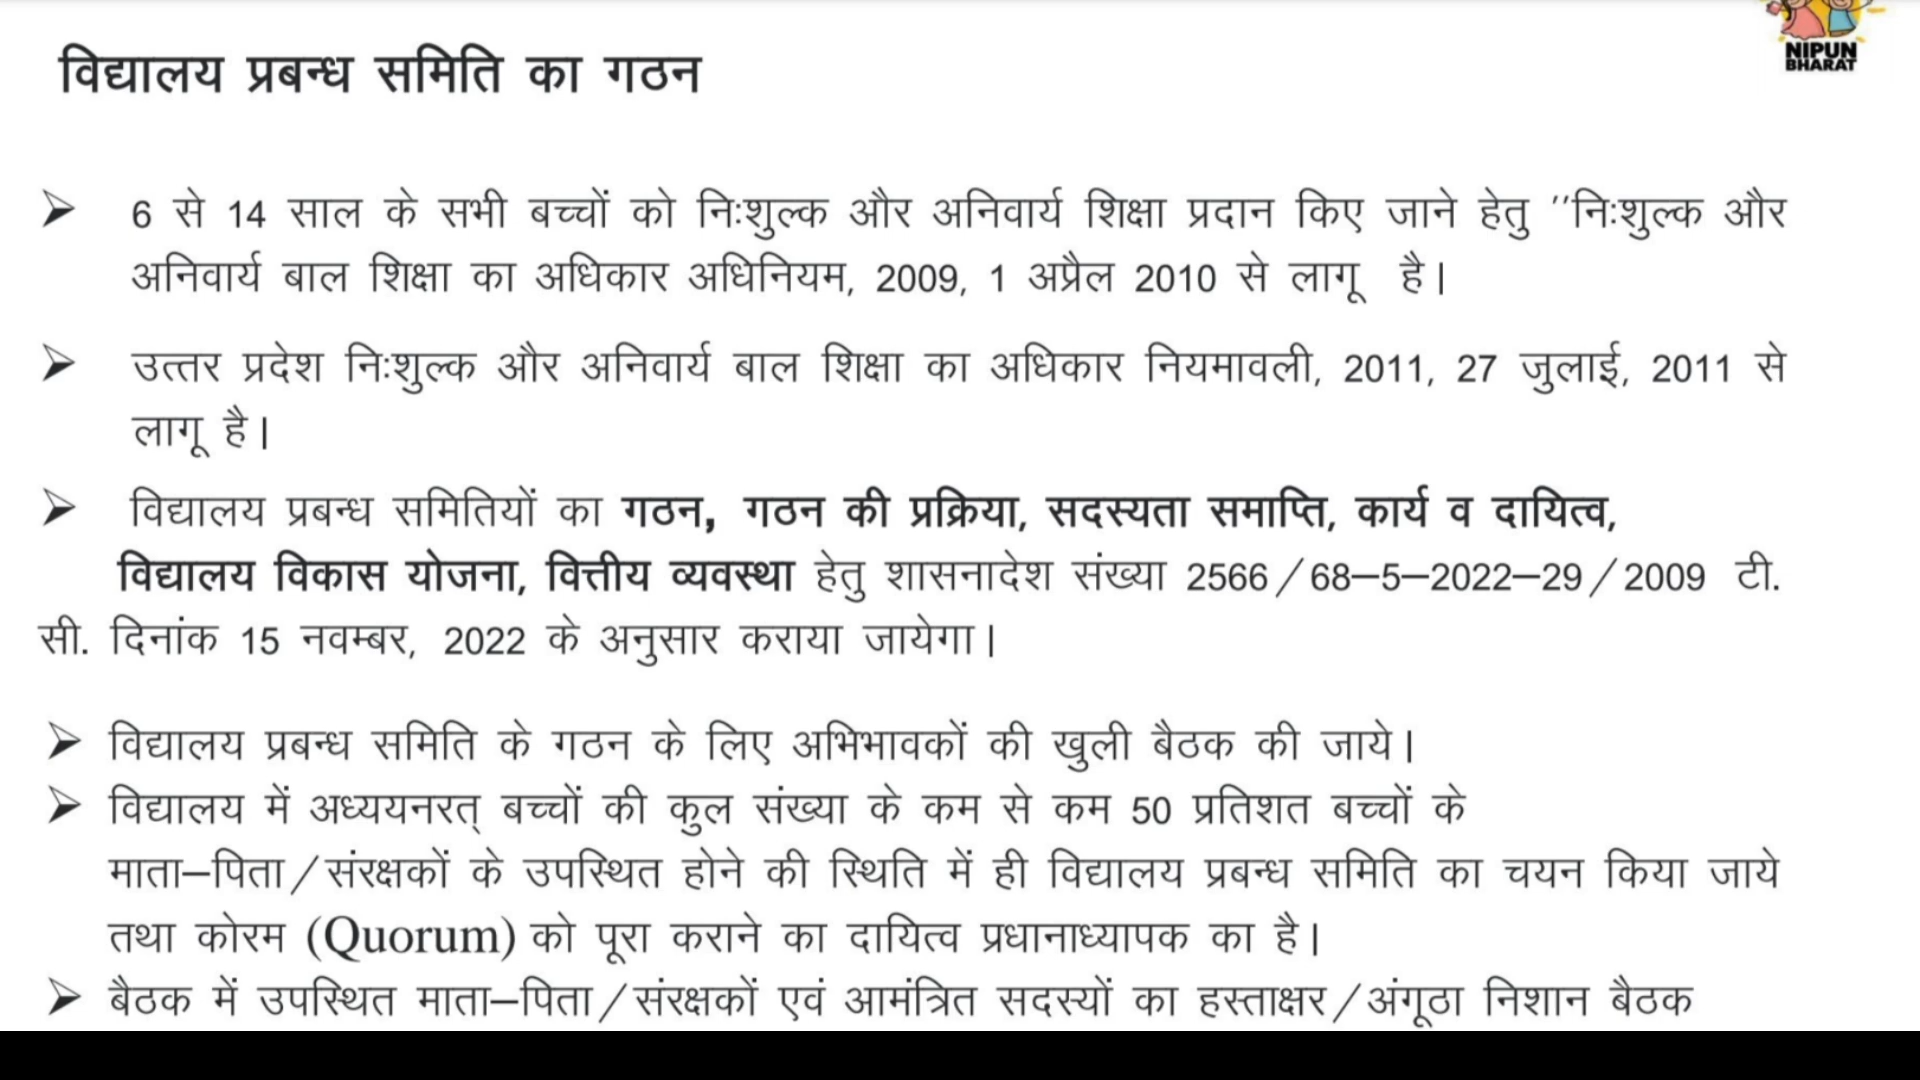 NIPUN
BHARAT
विद्यालय प्रबन्ध समिति का गठन
➢ 6 से 14 साल के सभी बच्चों को निःशुल्क और अनिवार्य शिक्षा प्रदान किए जाने हेतु ''निःशुल्क और
अनिवार्य बाल शिक्षा का अधिकार अधिनियम, 2009, 1 अप्रैल 2010 से लागू है।
➢ उत्तर प्रदेश निःशुल्क और अनिवार्य बाल शिक्षा का अधिकार नियमावली, 2011, 27 जुलाई, 2011 से
लागू है।
➢ विद्यालय प्रबन्ध समितियों का गठन, गठन की प्रक्रिया, सदस्यता समाप्ति, कार्य व दायित्व,
विद्यालय विकास योजना, वित्तीय व्यवस्था हेतु शासनादेश संख्या 2566/68–5–2022–29/2009 टी.
सी. दिनांक 15 नवम्बर, 2022 के अनुसार कराया जायेगा।
➢ विद्यालय प्रबन्ध समिति के गठन के लिए अभिभावकों की खुली बैठक की जाये।
➢ विद्यालय में अध्ययनरत् बच्चों की कुल संख्या के कम से कम 50 प्रतिशत बच्चों के
माता–पिता/संरक्षकों के उपस्थित होने की स्थिति में ही विद्यालय प्रबन्ध समिति का चयन किया जाये
तथा कोरम (Quorum) को पूरा कराने का दायित्व प्रधानाध्यापक का है।
➢ बैठक में उपस्थित माता–पिता/संरक्षकों एवं आमंत्रित सदस्यों का हस्ताक्षर/अंगूठा निशान बैठक